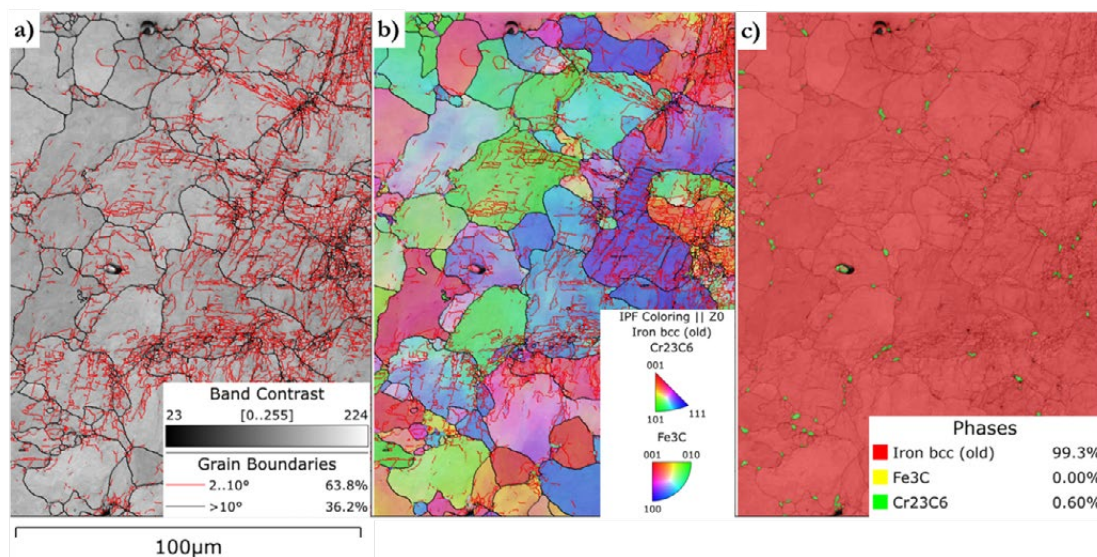 a)
Band Contrast
23 [0..255] 224
Grain Boundaries
2..10° 63.8%
>10° 36.2%
100µm
b)
IPF Coloring || Z0
Iron bcc (old)
Cr23C6
001
101 111
Fe3C
001 010
100
c)
Phases
Iron bcc (old) 99.3%
Fe3C 0.00%
Cr23C6 0.60%